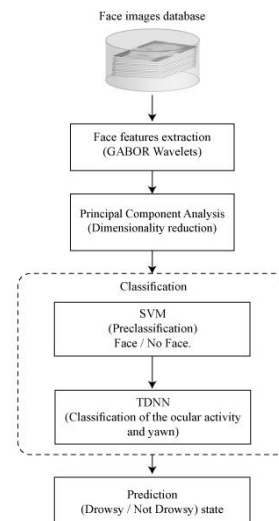 Face images database
Face features extraction
(GABOR Wavelets)
Principal Component Analysis
(Dimensionality reduction)
Classification
SVM
(Preclassification)
Face / No Face.
TDNN
(Classification of the ocular activity
and yawn)
Prediction
(Drowsy / Not Drowsy) state